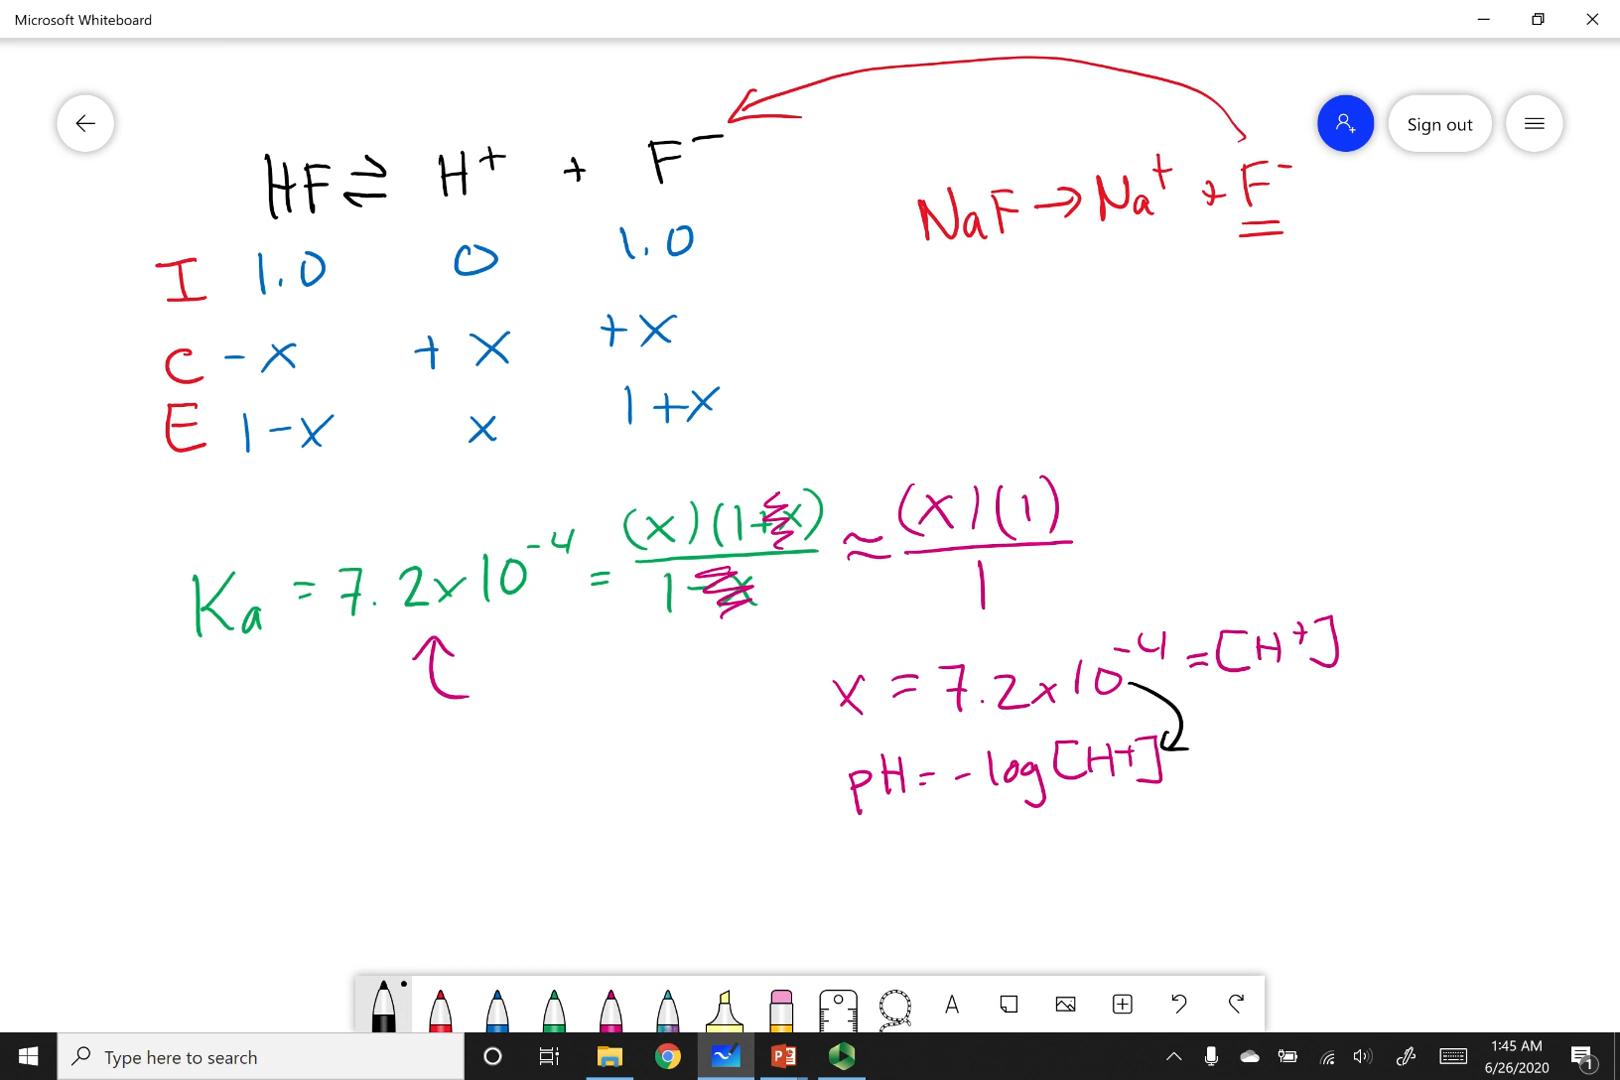 Microsoft Whiteboard
Sign out
HF ⇌ H⁺ + F⁻
NaF → Na⁺ + F⁻
I 1.0 0 1.0
C -x +x +x
E 1-x x 1+x
Ka = 7.2x10⁻⁴ = (x)(1+x) / 1-x ≈ (x)(1) / 1
x = 7.2x10⁻⁴ = [H⁺]
pH = -log[H+]
A
Type here to search
1:45 AM
6/26/2020
1